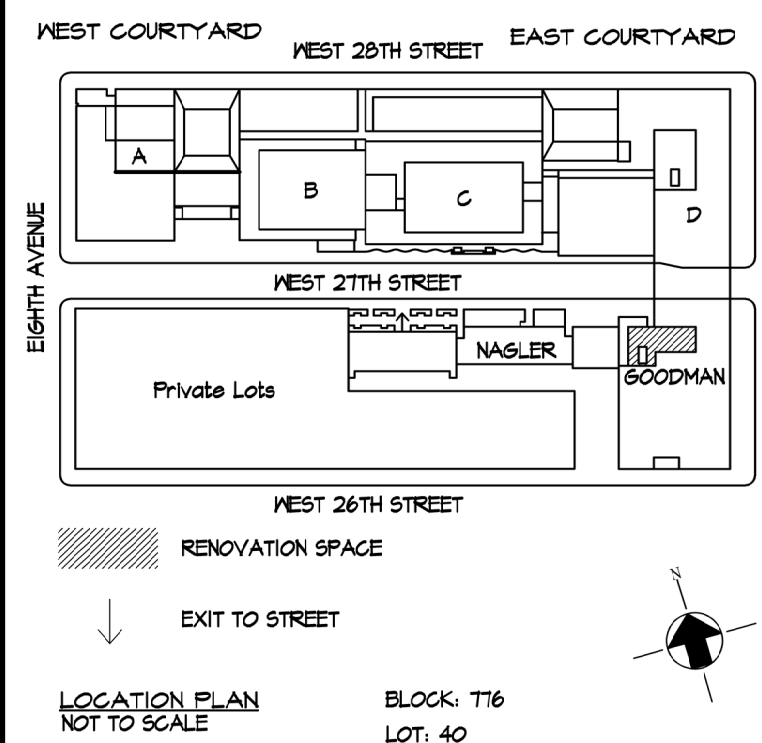 WEST COURTYARD
WEST 28TH STREET
EAST COURTYARD
A
B
C
D
EIGHTH AVENUE
WEST 27TH STREET
NAGLER
GOODMAN
Private Lots
WEST 26TH STREET
RENOVATION SPACE
EXIT TO STREET
N
LOCATION PLAN
NOT TO SCALE
BLOCK: 776
LOT: 40